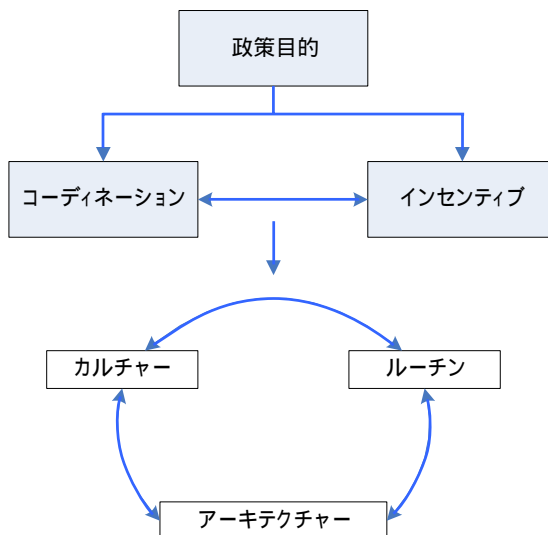 政策目的
コーディネーション
インセンティブ
カルチャー
ルーチン
アーキテクチャー